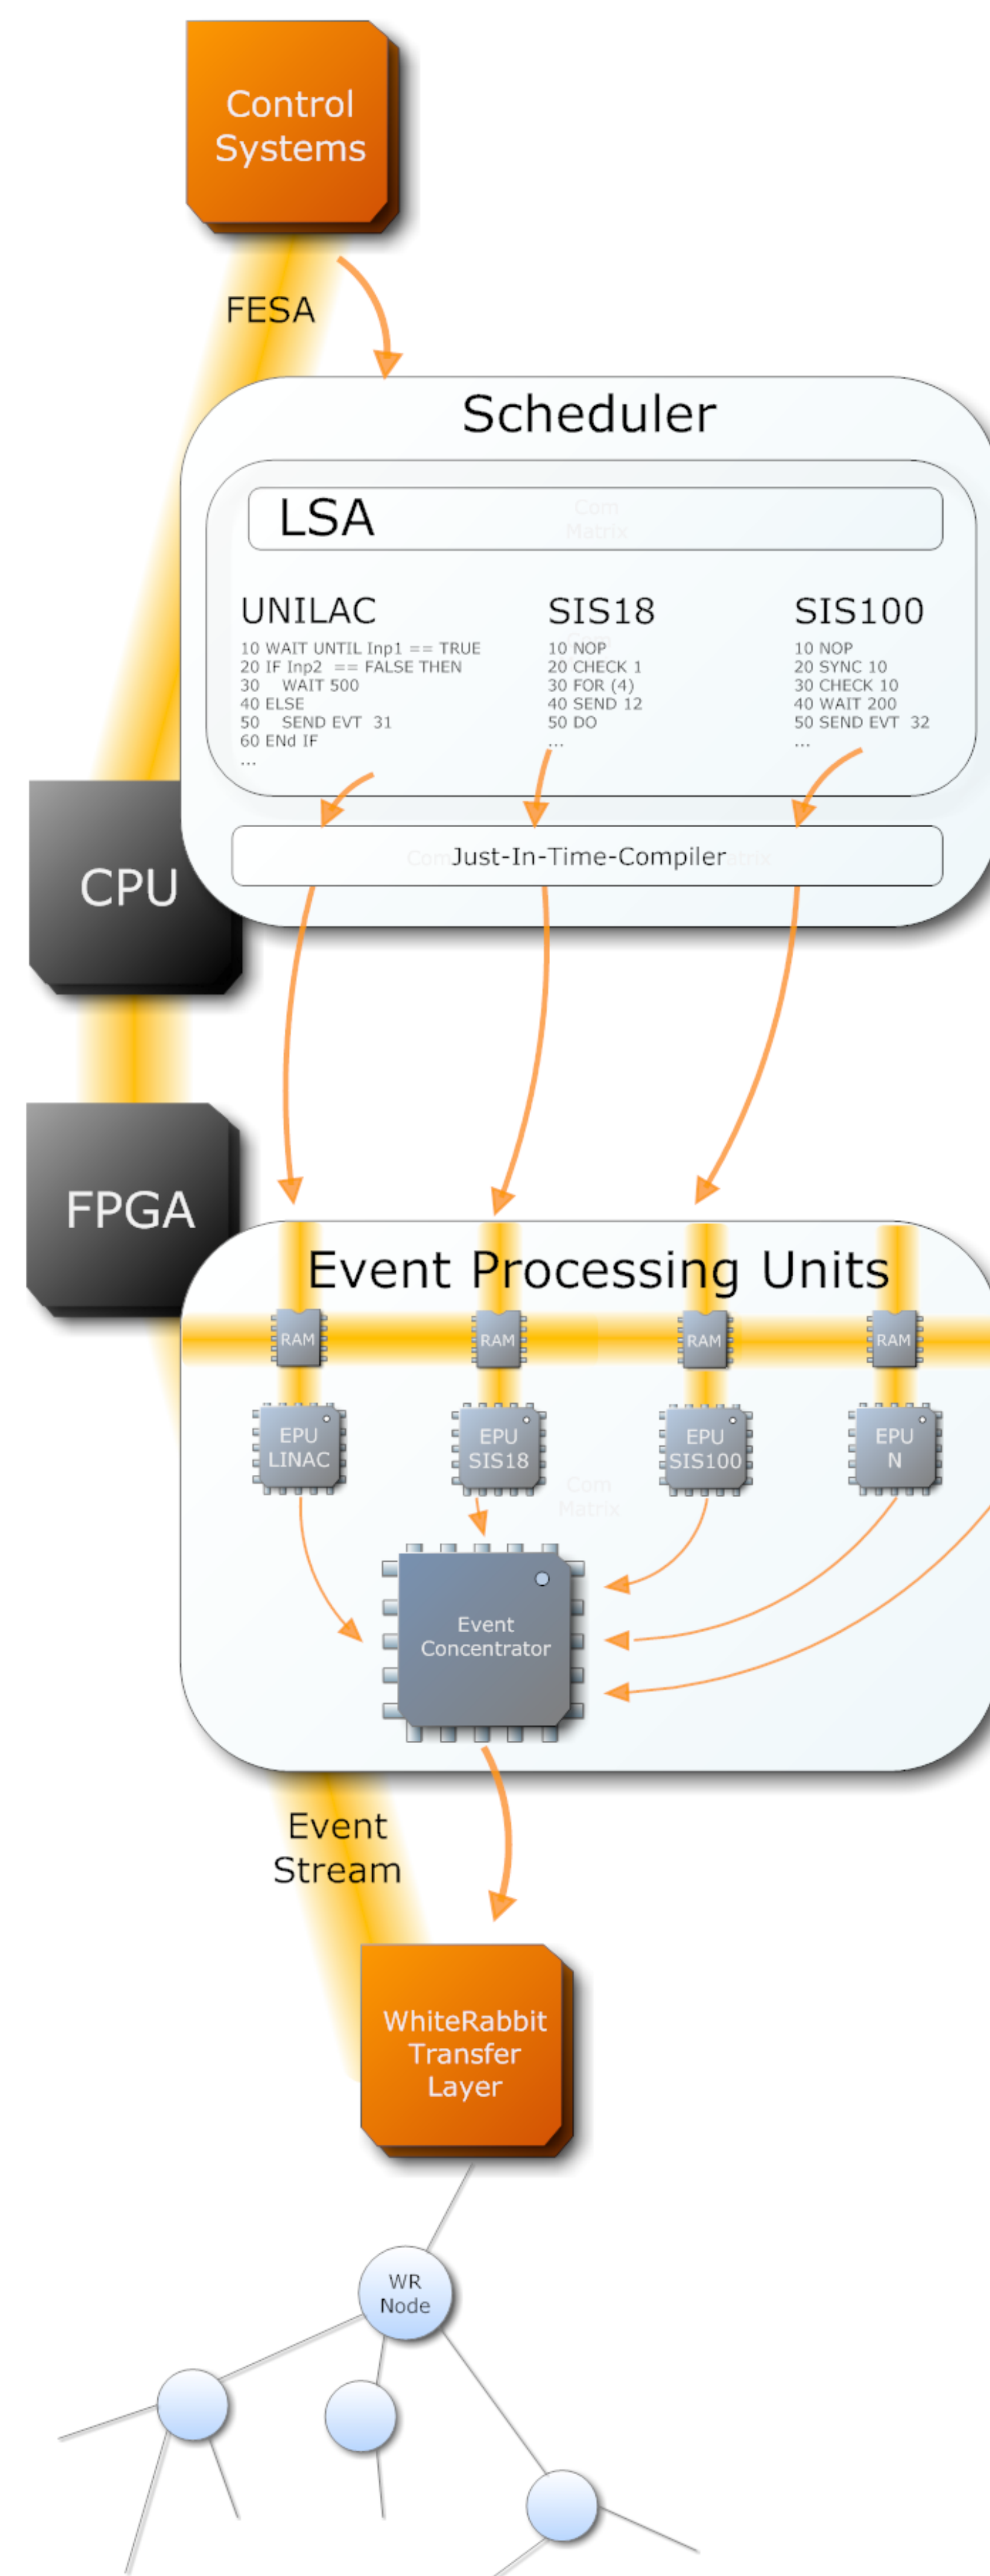 Control
Systems
FESA
Scheduler
LSA
Com
Matrix
UNILAC
10 WAIT UNTIL Inp1 == TRUE
20 IF Inp2 == FALSE THEN
30 WAIT 500
40 ELSE
50 SEND EVT 31
60 ENd IF
...
SIS18
10 NOP
20 CHECK 1
30 FOR (4)
40 SEND 12
50 DO
...
SIS100
10 NOP
20 SYNC 10
30 CHECK 10
40 WAIT 200
50 SEND EVT 32
...
Just-In-Time-Compiler
CPU
FPGA
Event Processing Units
RAM
RAM
RAM
RAM
EPU
LINAC
EPU
SIS18
EPU
SIS100
EPU
N
Com
Matrix
Event
Concentrator
Event
Stream
WhiteRabbit
Transfer
Layer
WR
Node